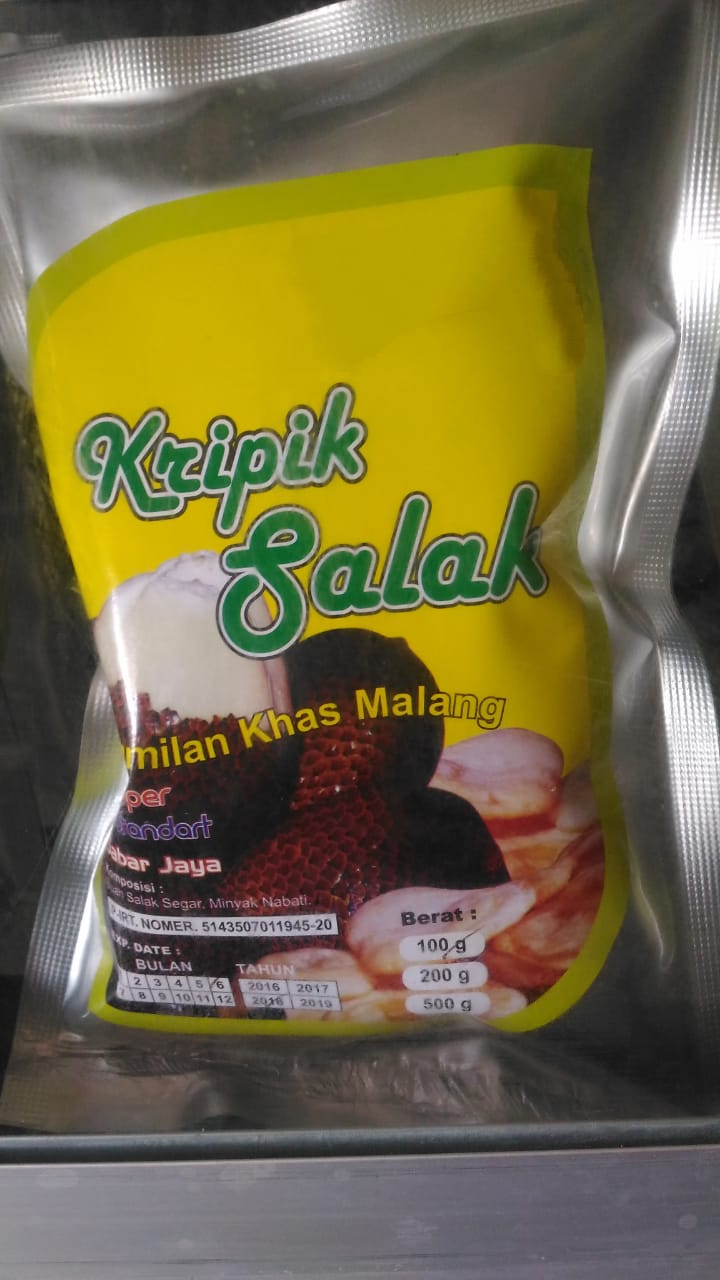 Kripik
Salak
milan Khas Malang
per
Standart
abar Jaya
omposisi :
Salak Segar, Minyak Nabati.
IRT. NOMER. 5143507011945-20
EXP. DATE :
BULAN TAHUN
2 3 4 5 6 2016 2017
7 8 9 10 11 12 2018 2019
Berat :
100 g
200 g
500 g